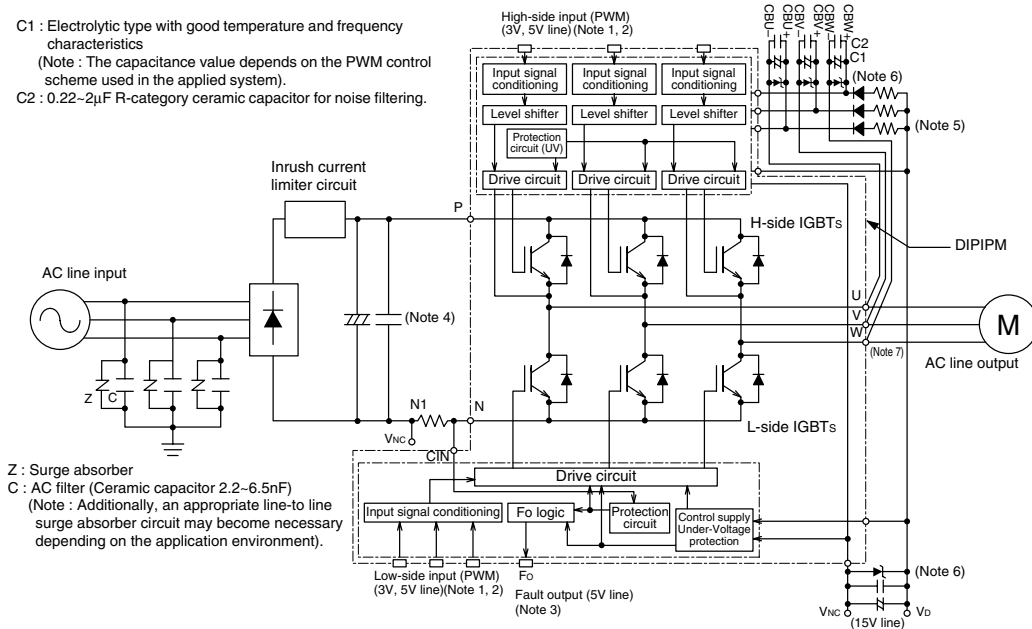 C1 : Electrolytic type with good temperature and frequency
characteristics
(Note : The capacitance value depends on the PWM control
scheme used in the applied system).
C2 : 0.22~2μF R-category ceramic capacitor for noise filtering.
High-side input (PWM)
(3V, 5V line) (Note 1, 2)
CBU−
CBU+
CBV−
CBV+
CBW−
CBW+
C2
C1
(Note 6)
(Note 5)
Input signal
conditioning
Input signal
conditioning
Input signal
conditioning
Level shifter
Level shifter
Level shifter
Protection
circuit (UV)
Drive circuit
Drive circuit
Drive circuit
Inrush current
limiter circuit
P
H-side IGBTs
DIPIPM
AC line input
(Note 4)
U
V
W
(Note 7)
M
AC line output
Z
C
N1
N
VNC
CIN
L-side IGBTs
Z : Surge absorber
C : AC filter (Ceramic capacitor 2.2~6.5nF)
(Note : Additionally, an appropriate line-to line
surge absorber circuit may become necessary
depending on the application environment).
Drive circuit
Input signal conditioning
Fo logic
Protection
circuit
Control supply
Under-Voltage
protection
Low-side input (PWM)
(3V, 5V line) (Note 1, 2)
FO
Fault output (5V line)
(Note 3)
(Note 6)
VNC
(15V line)
VD